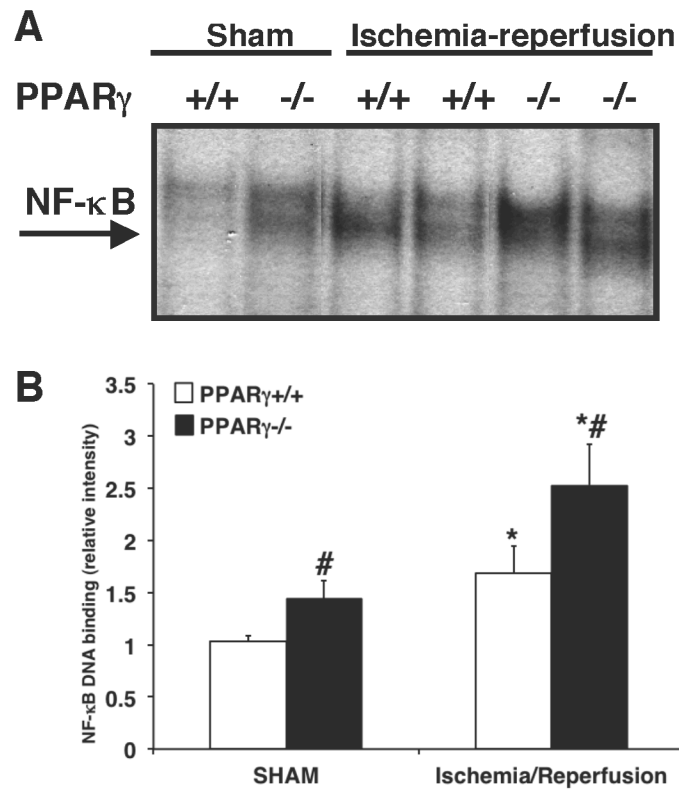 A
Sham Ischemia-reperfusion
PPARγ +/+ -/- +/+ +/+ -/- -/-
NF-κB
B
NF-κB DNA binding (relative intensity)
3.5
3
2.5
2
1.5
1
0.5
0
PPARγ+/+
PPARγ-/-
#
*
*#
SHAM Ischemia/Reperfusion